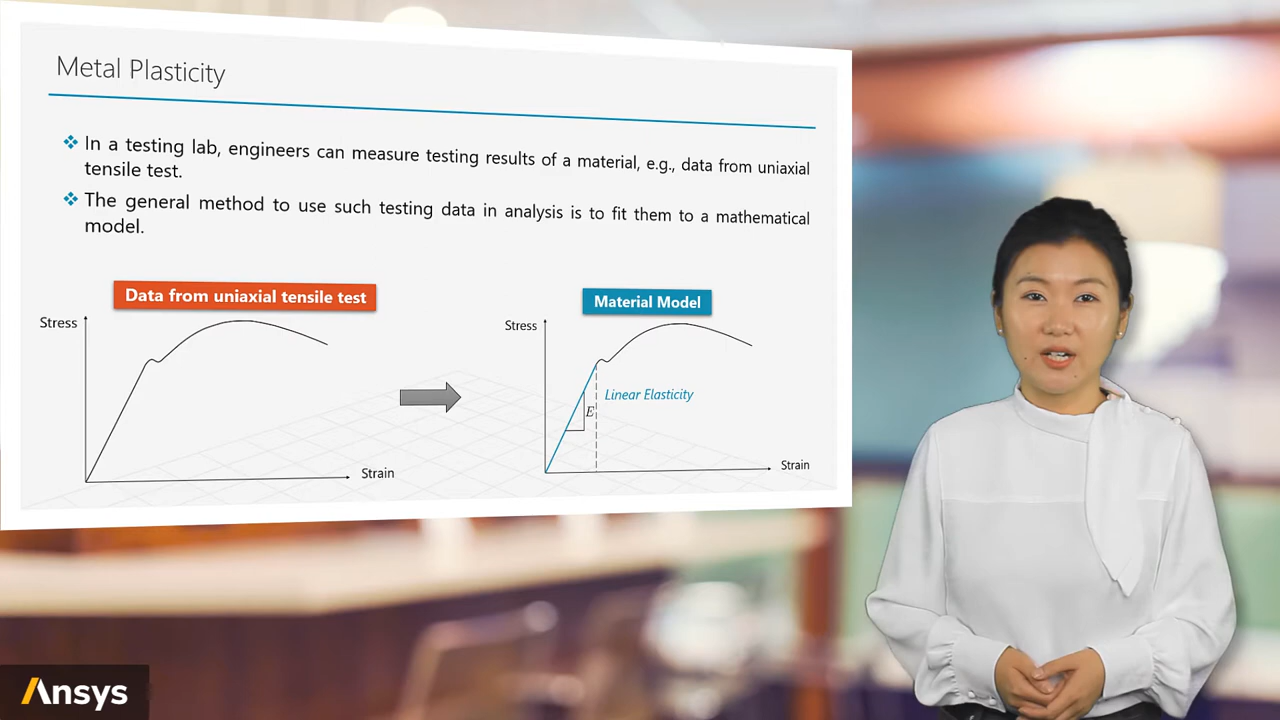 Metal Plasticity
❖ In a testing lab, engineers can measure testing results of a material, e.g., data from uniaxial
tensile test.
❖ The general method to use such testing data in analysis is to fit them to a mathematical
model.
Data from uniaxial tensile test
Stress
Strain
Material Model
Stress
Linear Elasticity
E
Strain
Ansys